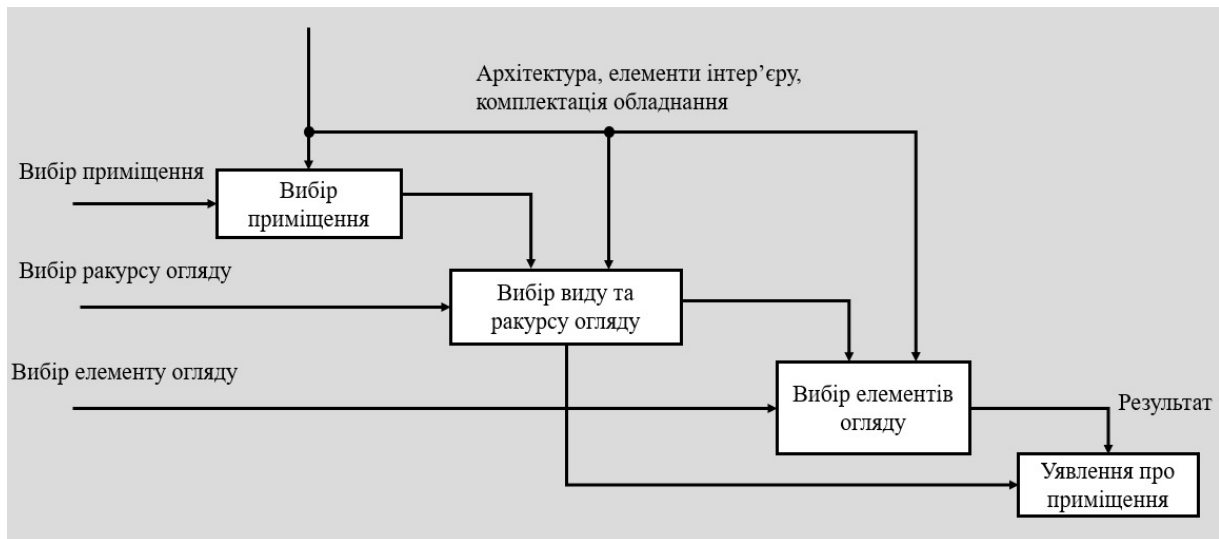 Архітектура, елементи інтер’єру,
комплектація обладнання
Вибір приміщення
Вибір
приміщення
Вибір ракурсу огляду
Вибір виду та
ракурсу огляду
Вибір елементу огляду
Вибір елементів
огляду
Результат
Уявлення про
приміщення